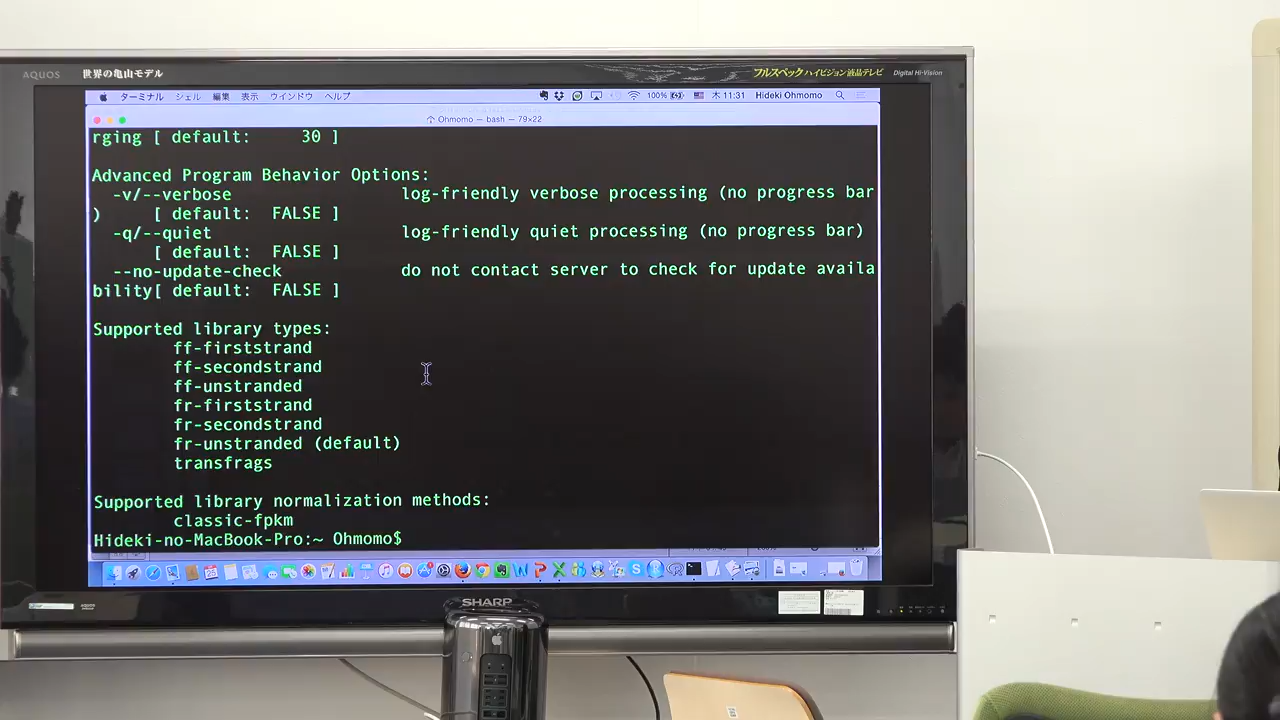 AQUOS 世界の亀山モデル フルスペックハイビジョン液晶テレビ Digital Hi-Vision
ターミナル シェル 編集 表示 ウインドウ ヘルプ 100% 木 11:31 Hideki Ohmomo
Ohmomo — bash — 79×22
rging [ default:     30 ]
Advanced Program Behavior Options:
-v/--verbose log-friendly verbose processing (no progress bar
) [ default:  FALSE ]
-q/--quiet log-friendly quiet processing (no progress bar)
[ default:  FALSE ]
--no-update-check do not contact server to check for update availa
bility[ default:  FALSE ]
Supported library types:
ff-firststrand
ff-secondstrand
ff-unstranded
fr-firststrand
fr-secondstrand
fr-unstranded (default)
transfrags
Supported library normalization methods:
classic-fpkm
Hideki-no-MacBook-Pro:~ Ohmomo$
SHARP